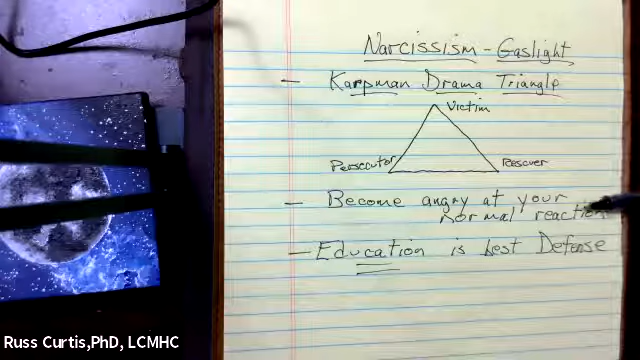 Narcissism - Gaslight
- Karpman Drama Triangle
Victim
Persecutor
Rescuer
- Become angry at your
normal reaction
- Education is best Defense
Russ Curtis,PhD, LCMHC